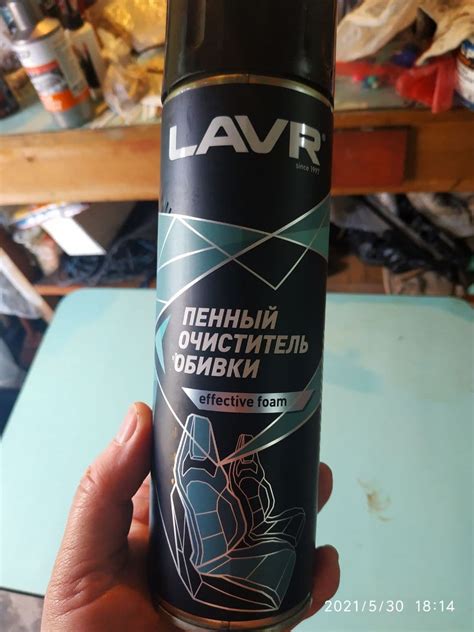 LAVR®
since 1997
ПЕННЫЙ
ОЧИСТИТЕЛЬ
ОБИВКИ
effective foam
2021/5/30 18:14